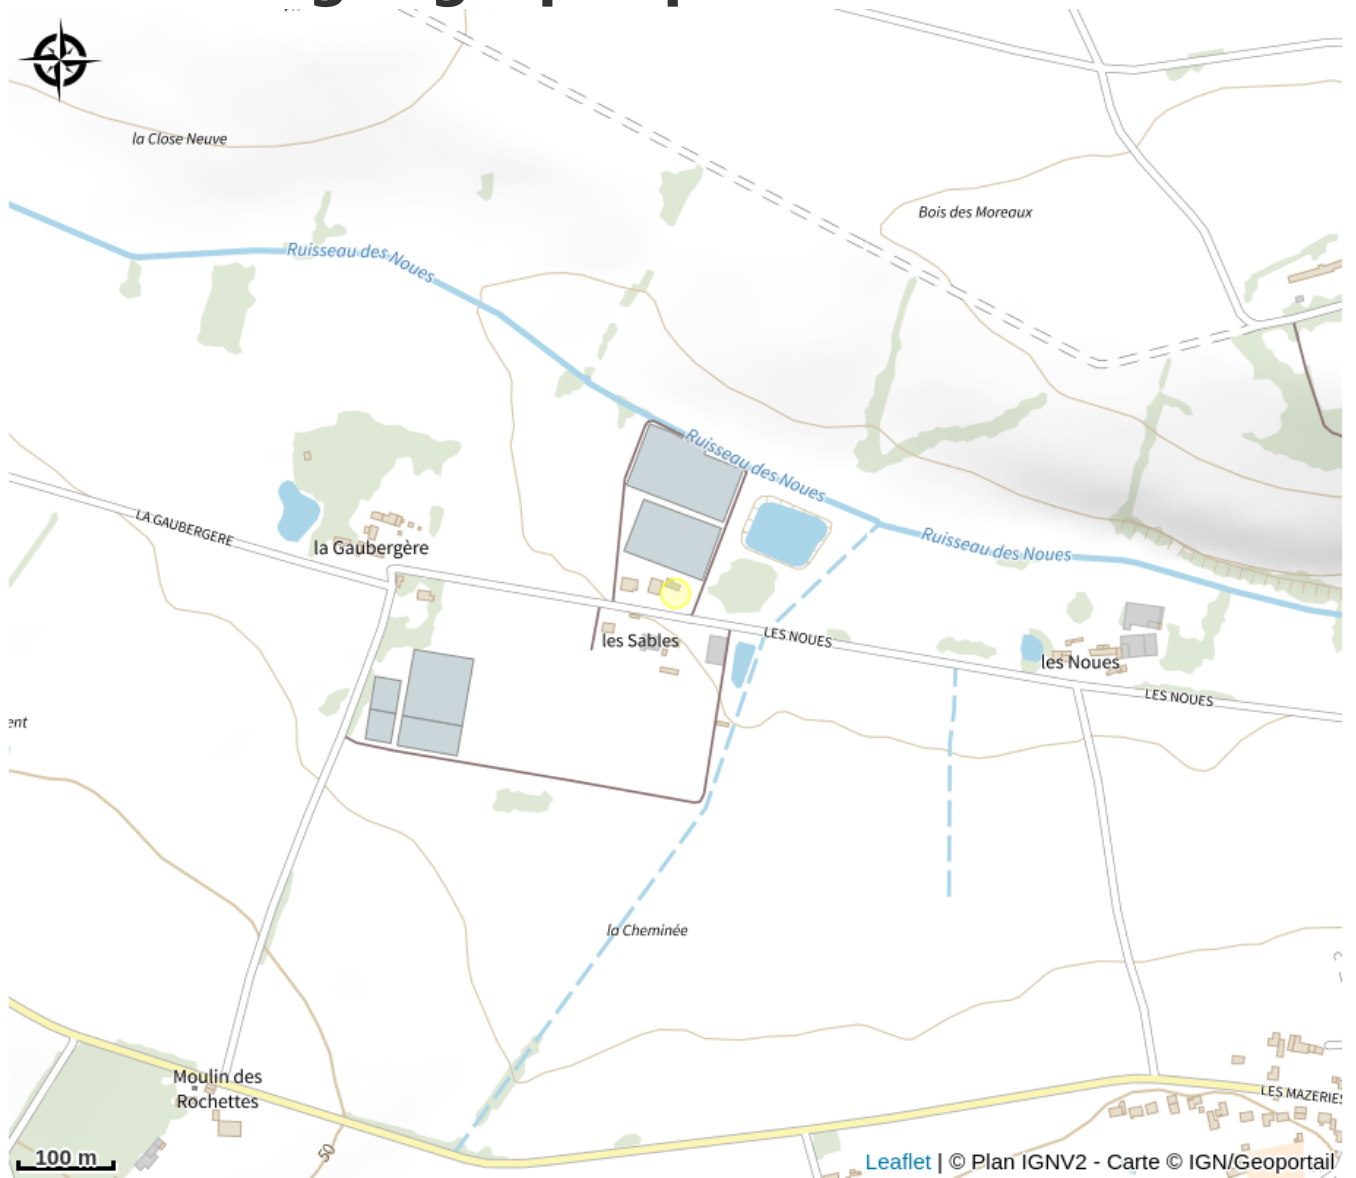 la Close Neuve
Bois des Moreaux
Ruisseau des Noues
Ruisseau des Noues
Ruisseau des Noues
LA GAUBERGERE
la Gaubergère
les Sables
LES NOUES
les Noues
LES NOUES
ent
la Cheminée
Moulin des
Rochettes
LES MAZERIES
50
100 m
Leaflet | © Plan IGNV2 - Carte © IGN/Geoportail